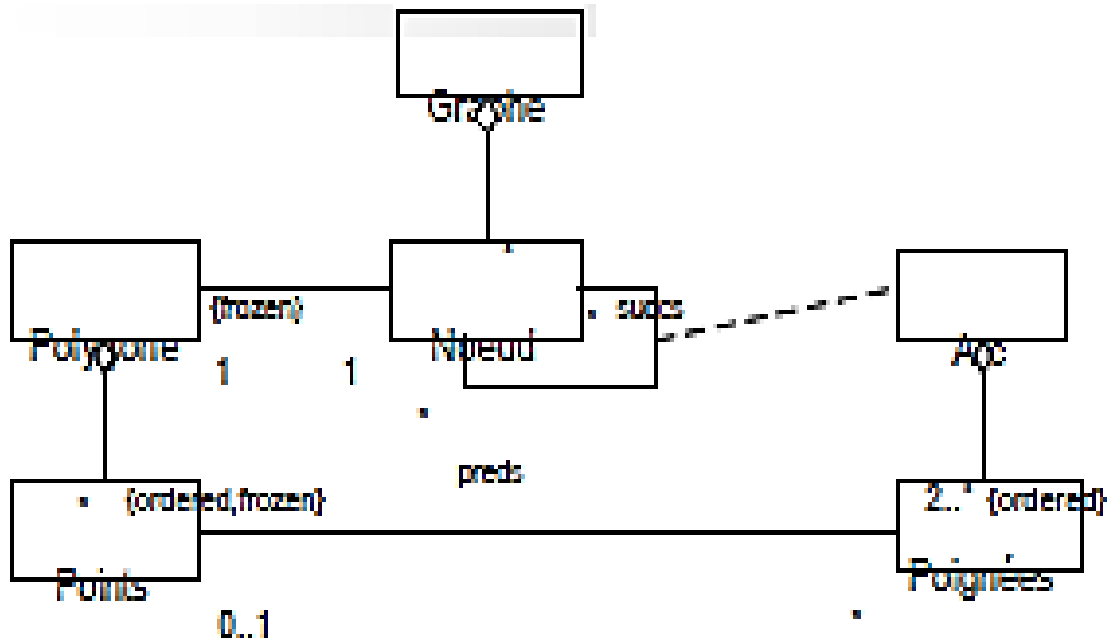 Graphe
*
{frozen}
* succs
Polygone
Noeud
Arc
1
1
*
preds
* {ordered,frozen}
2..* {ordered}
Points
Poignées
0..1
*